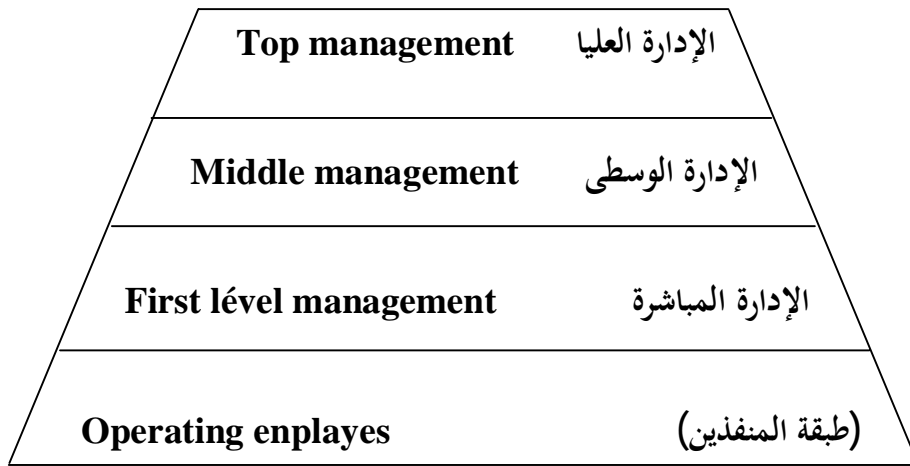 Top management الإدارة العليا
Middle management الإدارة الوسطى
First lével management الإدارة المباشرة
Operating enplayes (طبقة المنفذين)